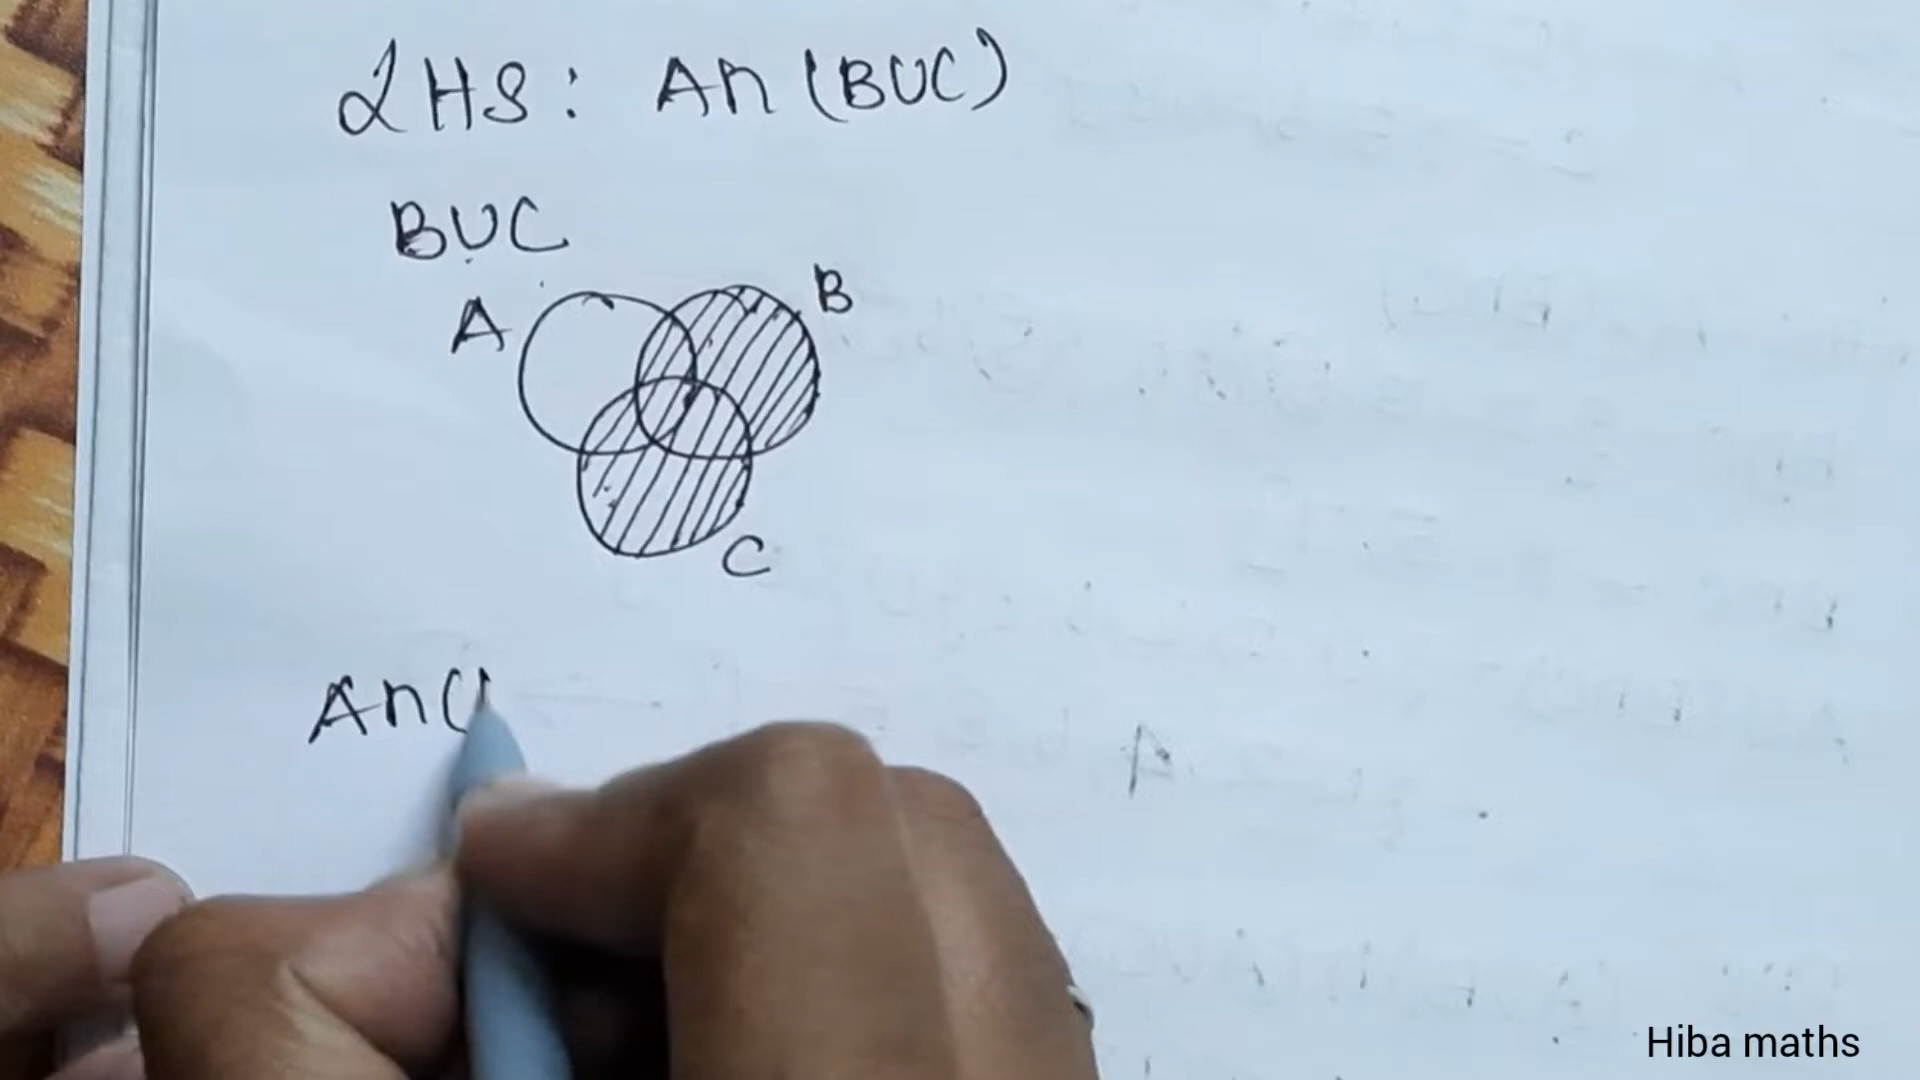 LHS: A∩(B∪C)
B∪C
A
B
C
A∩(
Hiba maths